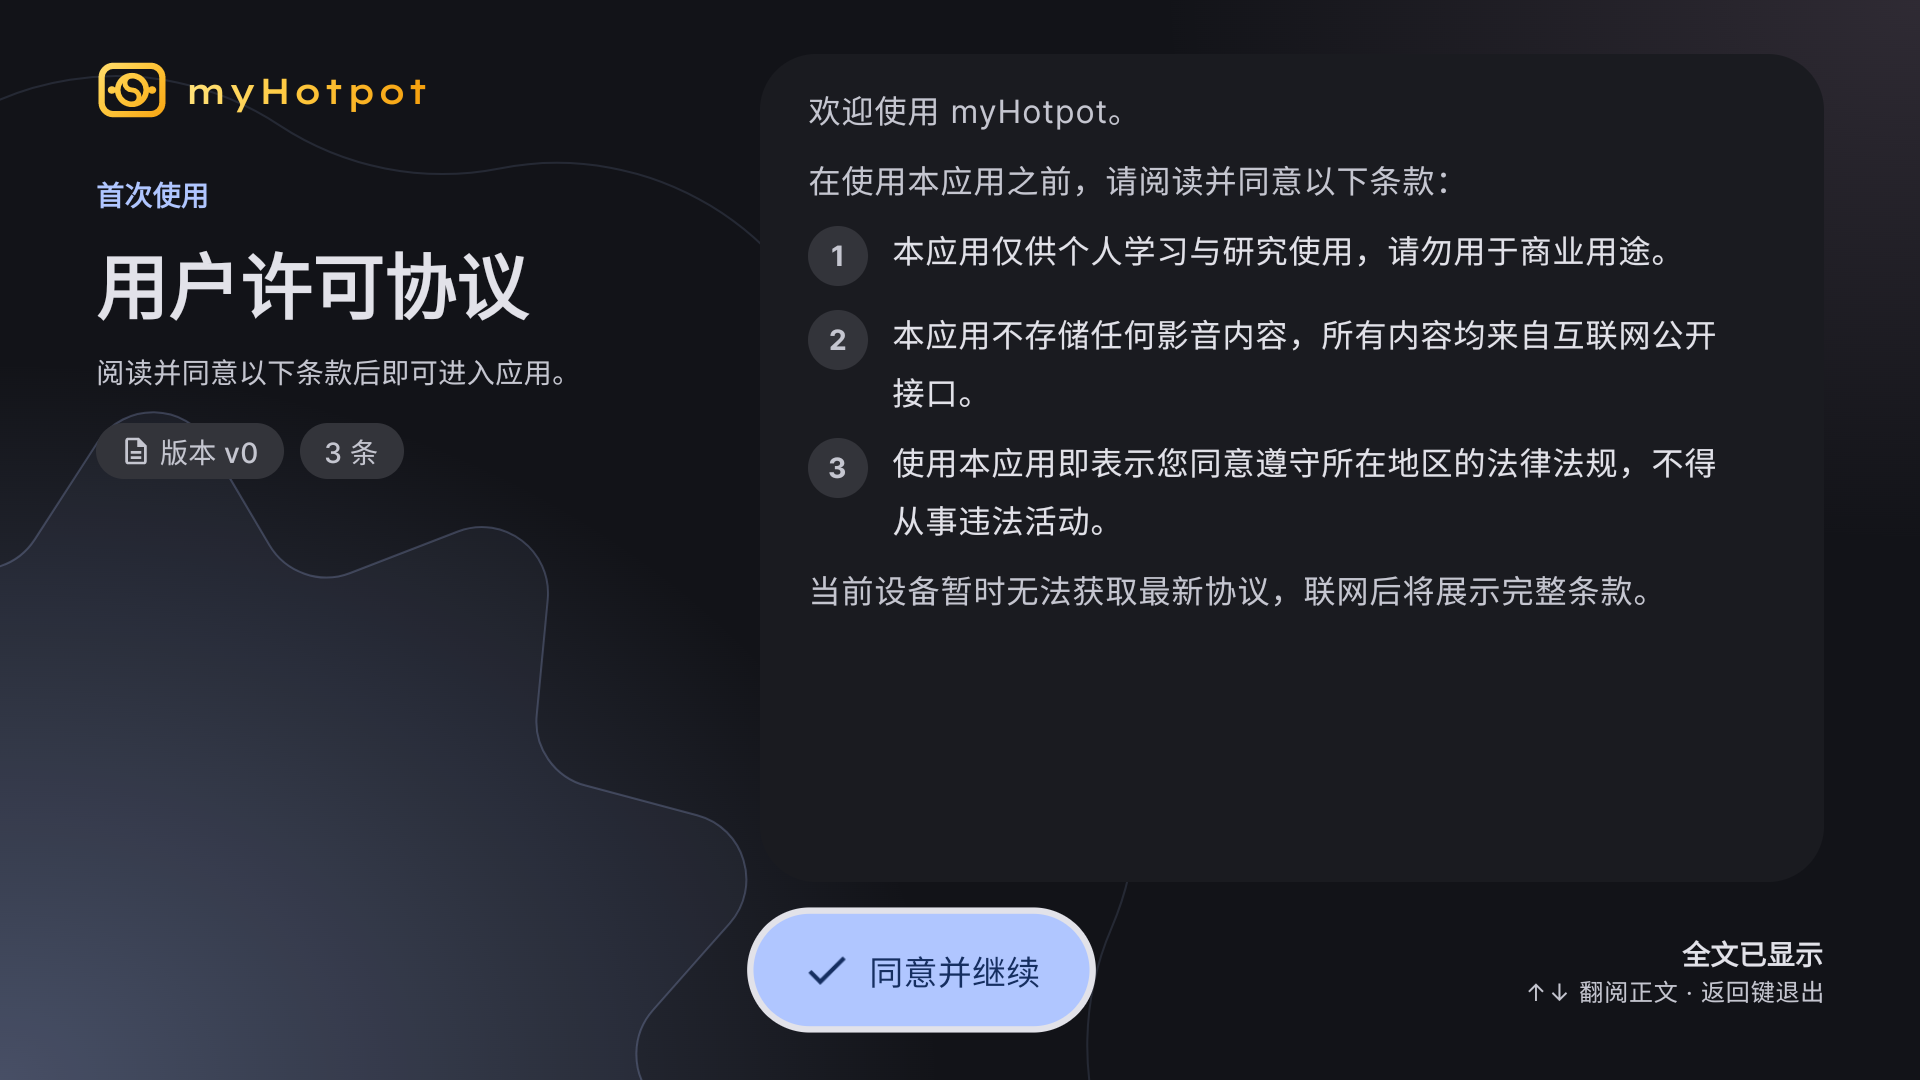 myHotpot
首次使用
用户许可协议
阅读并同意以下条款后即可进入应用。
版本 v0
3 条
欢迎使用 myHotpot。
在使用本应用之前，请阅读并同意以下条款：
1 本应用仅供个人学习与研究使用，请勿用于商业用途。
2 本应用不存储任何影音内容，所有内容均来自互联网公开
接口。
3 使用本应用即表示您同意遵守所在地区的法律法规，不得
从事违法活动。
当前设备暂时无法获取最新协议，联网后将展示完整条款。
同意并继续
全文已显示
↑↓ 翻阅正文 · 返回键退出